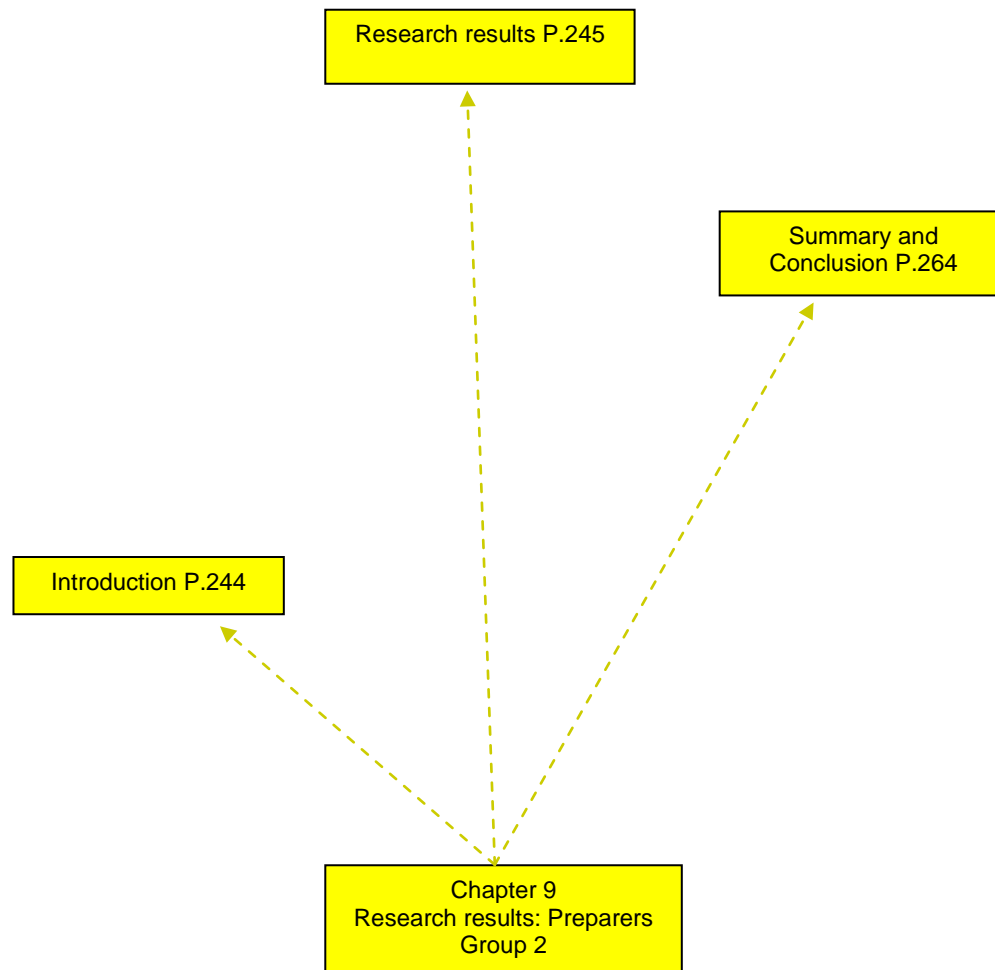 Research results P.245
Summary and
Conclusion P.264
Introduction P.244
Chapter 9
Research results: Preparers
Group 2